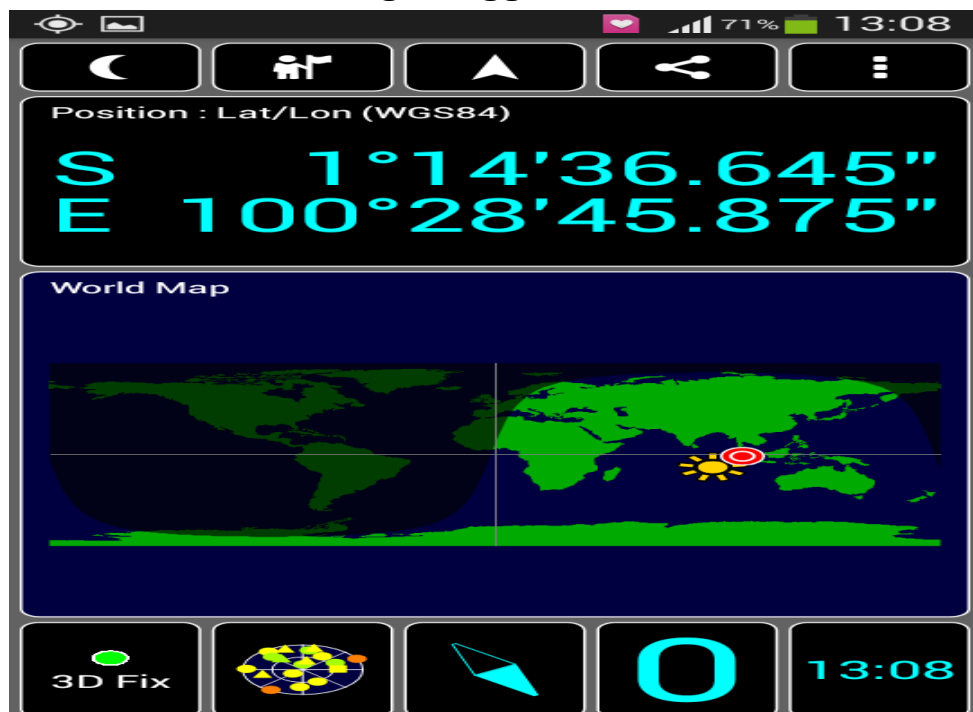 71% 13:08
Position : Lat/Lon (WGS84)
S 1°14'36.645"
E 100°28'45.875"
World Map
3D Fix
0
13:08